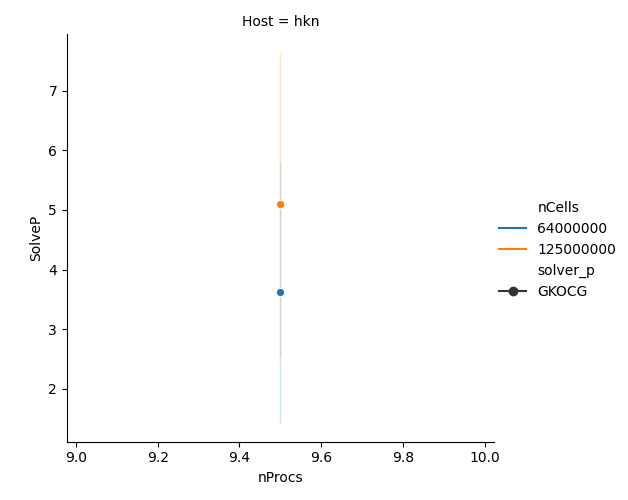 Host = hkn
7
6
5
4
3
2
SolveP
9.0 9.2 9.4 9.6 9.8 10.0
nProcs
nCells
64000000
125000000
solver_p
GKOCG